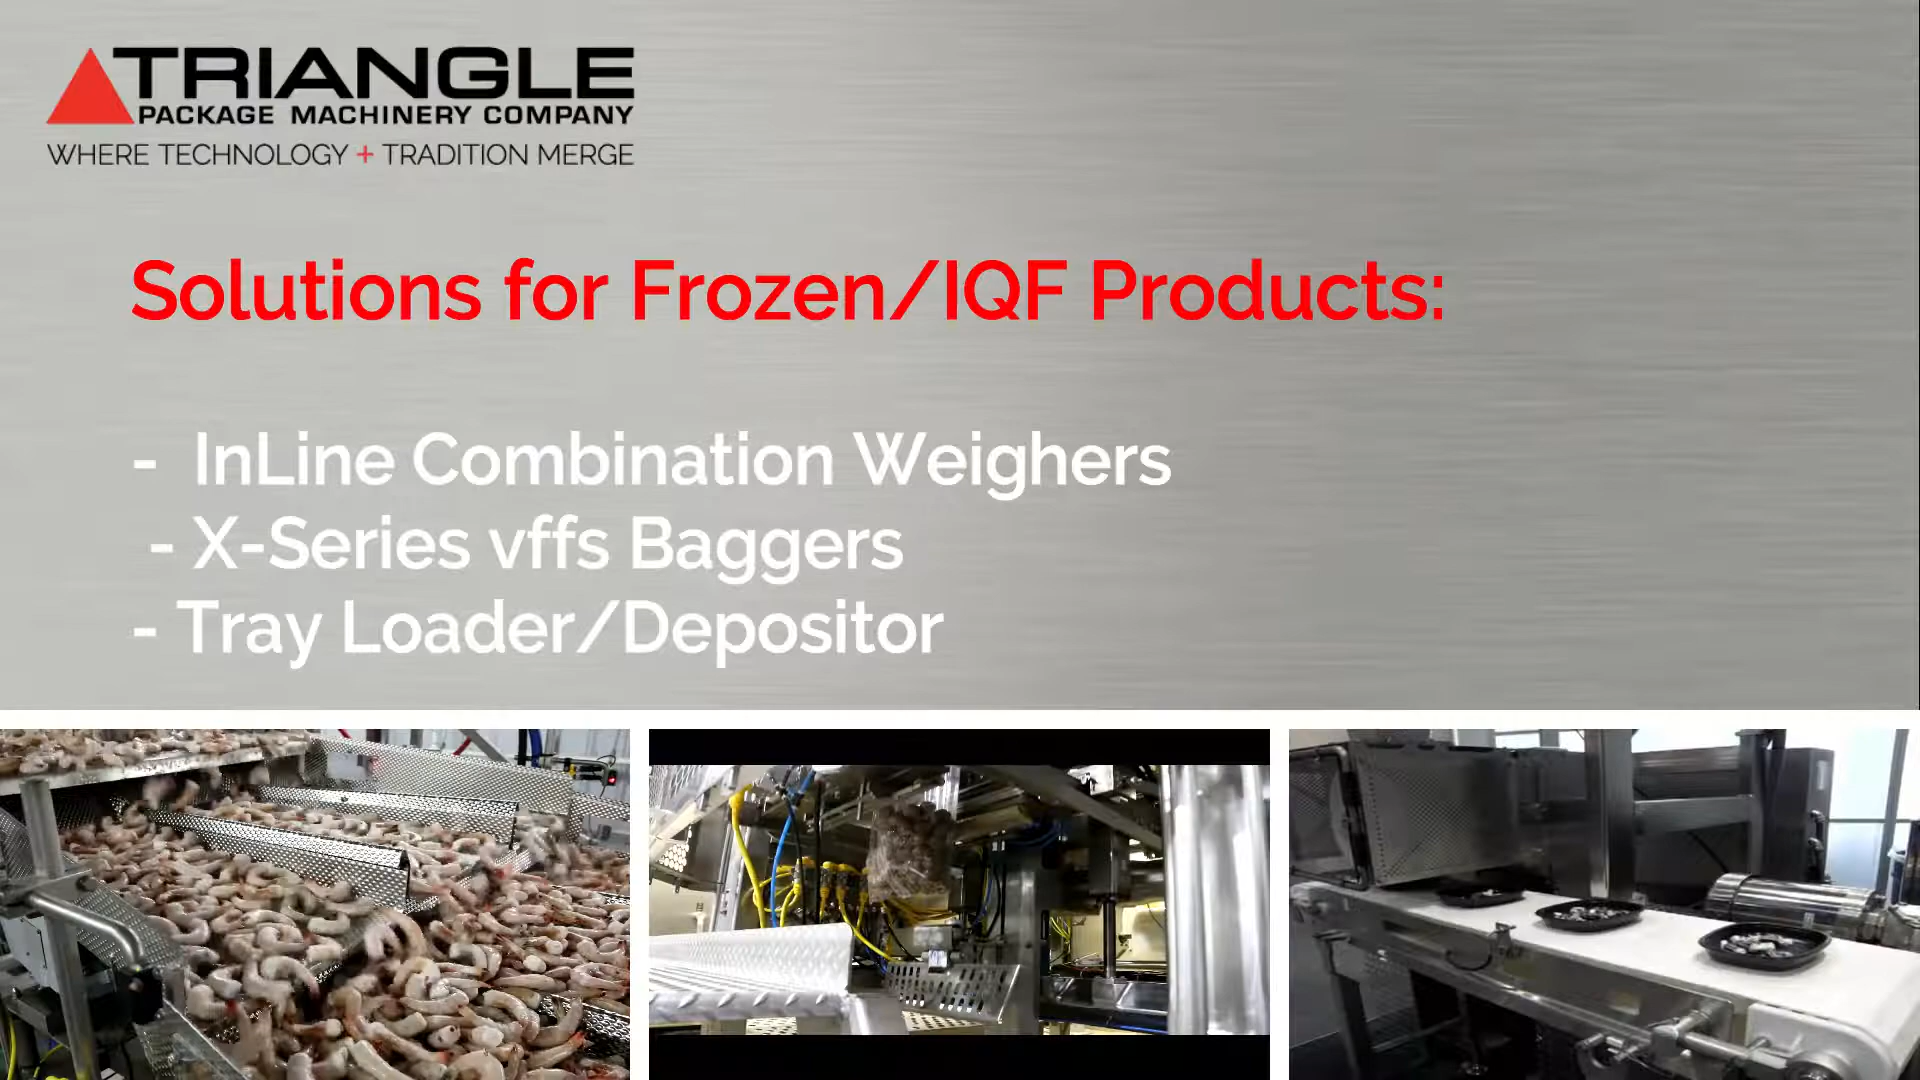 TRIANGLE
PACKAGE MACHINERY COMPANY
WHERE TECHNOLOGY + TRADITION MERGE
Solutions for Frozen/IQF Products:
- InLine Combination Weighers
- X-Series vffs Baggers
- Tray Loader/Depositor